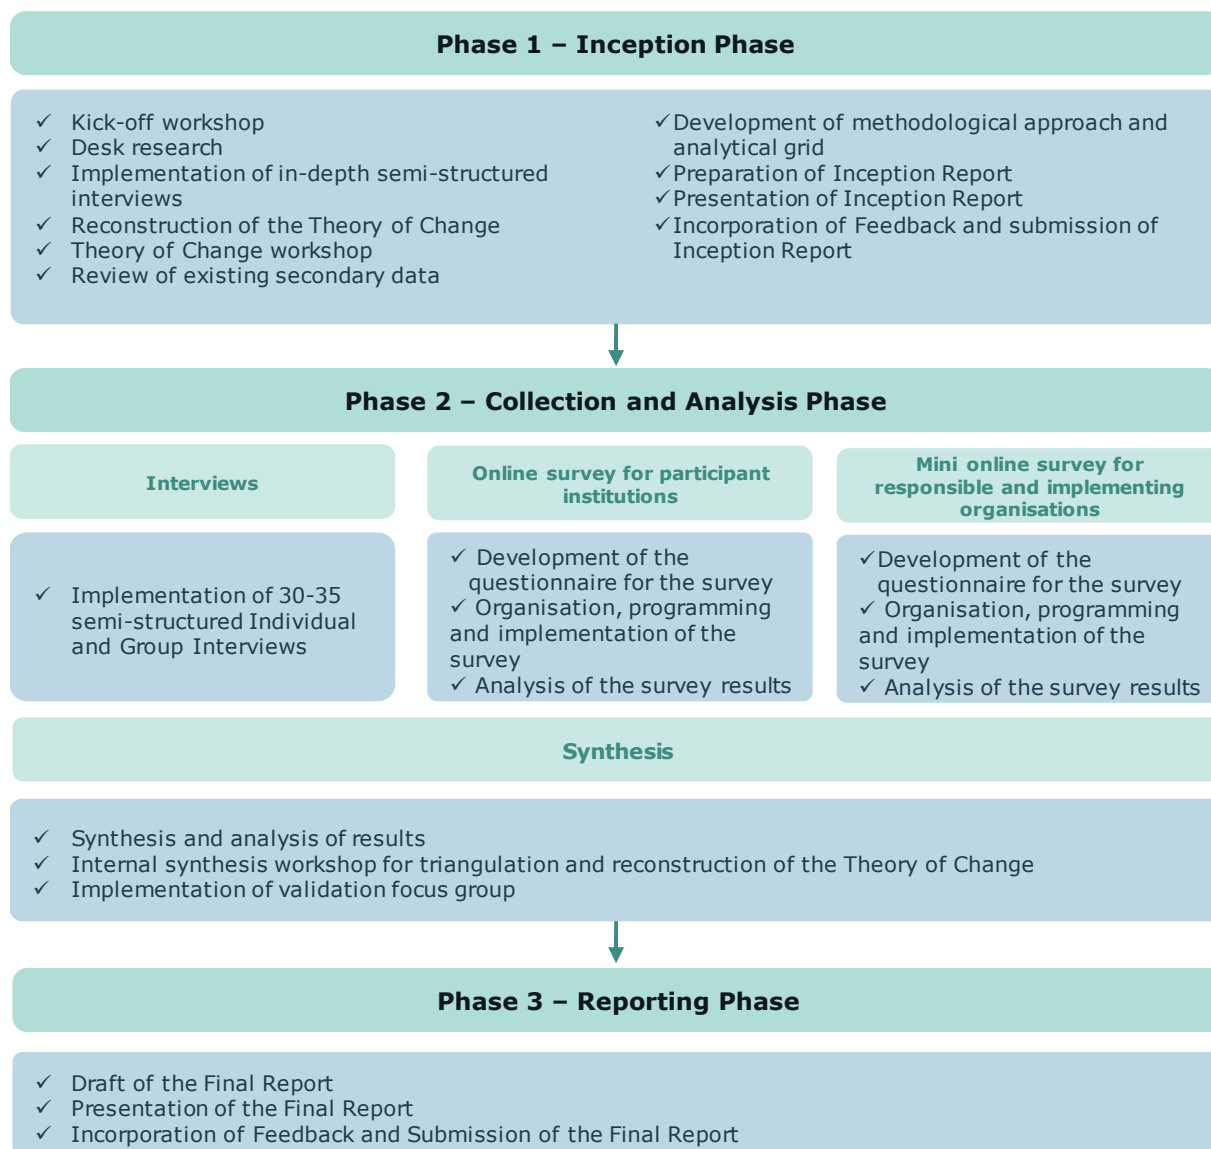 Phase 1 – Inception Phase
✓ Kick-off workshop
✓ Desk research
✓ Implementation of in-depth semi-structured
interviews
✓ Reconstruction of the Theory of Change
✓ Theory of Change workshop
✓ Review of existing secondary data
✓Development of methodological approach and
analytical grid
✓Preparation of Inception Report
✓Presentation of Inception Report
✓Incorporation of Feedback and submission of
Inception Report
Phase 2 – Collection and Analysis Phase
Interviews
✓ Implementation of 30-35
semi-structured Individual
and Group Interviews
Online survey for participant
institutions
✓ Development of the
questionnaire for the survey
✓ Organisation, programming
and implementation of the
survey
✓ Analysis of the survey results
Mini online survey for
responsible and implementing
organisations
✓Development of the
questionnaire for the survey
✓ Organisation, programming
and implementation of the
survey
✓ Analysis of the survey results
Synthesis
✓ Synthesis and analysis of results
✓ Internal synthesis workshop for triangulation and reconstruction of the Theory of Change
✓ Implementation of validation focus group
Phase 3 – Reporting Phase
✓ Draft of the Final Report
✓ Presentation of the Final Report
✓ Incorporation of Feedback and Submission of the Final Report